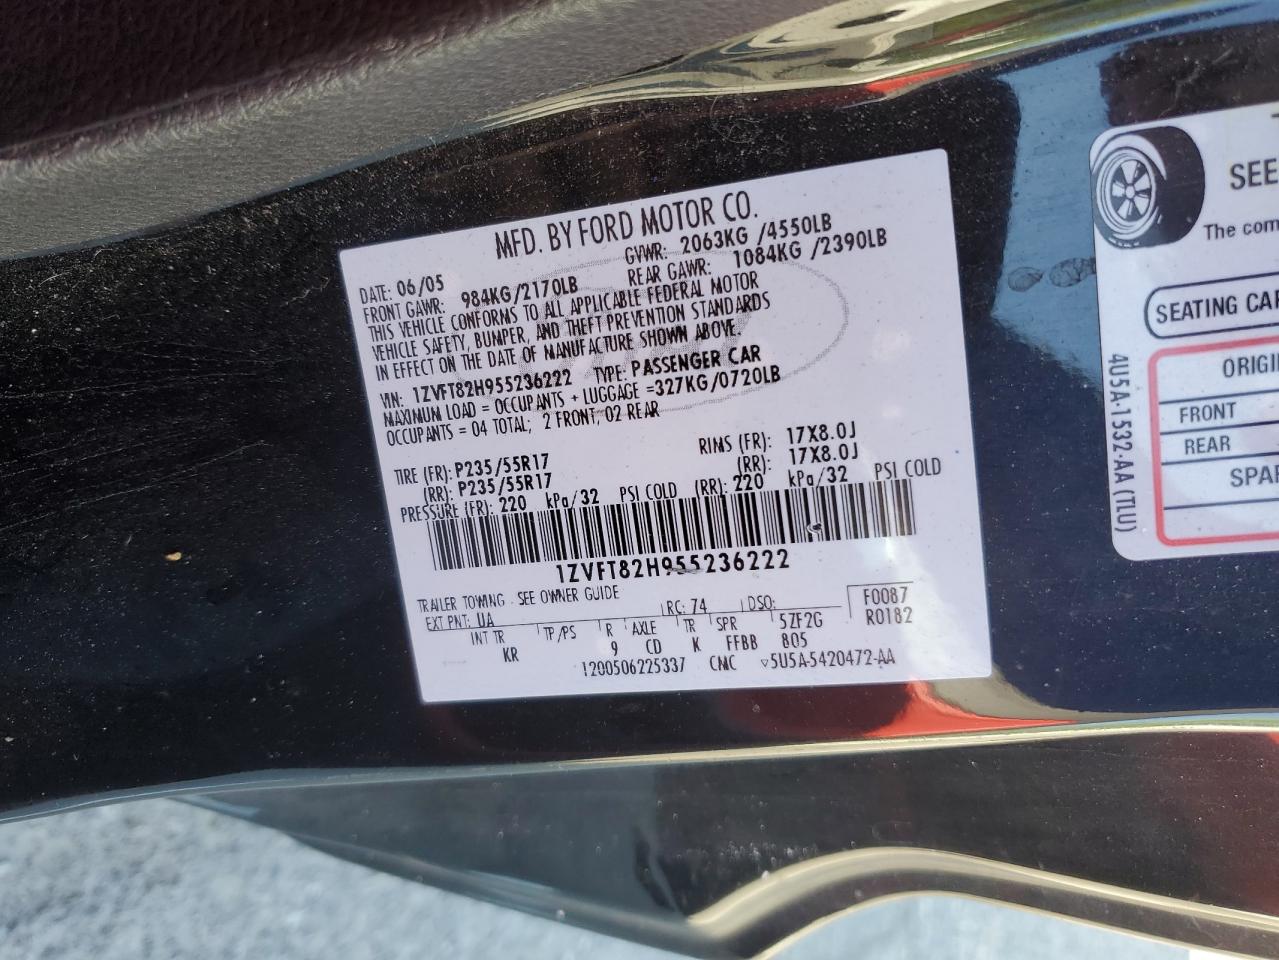 MFD. BY FORD MOTOR CO.
DATE: 06/05 GVWR: 2063KG /4550LB
FRONT GAWR: 984KG/2170LB REAR GAWR: 1084KG /2390LB
THIS VEHICLE CONFORMS TO ALL APPLICABLE FEDERAL MOTOR
VEHICLE SAFETY, BUMPER, AND THEFT PREVENTION STANDARDS
IN EFFECT ON THE DATE OF MANUFACTURE SHOWN ABOVE.
VIN: 1ZVFT82H955236222 TYPE: PASSENGER CAR
MAXIMUM LOAD = OCCUPANTS + LUGGAGE =327KG/0720LB
OCCUPANTS = 04 TOTAL; 2 FRONT, 02 REAR
TIRE (FR): P235/55R17 RIMS (FR): 17X8.0J
(RR): P235/55R17 (RR): 17X8.0J
PRESSURE (FR): 220 kPa/32 PSI COLD (RR): 220 kPa/32 PSI COLD
1ZVFT82H955236222
TRAILER TOWING - SEE OWNER GUIDE
EXT PNT: UA RC: 74 DSO: F0087
INT TR TP/PS R AXLE TR SPR 5ZF2G R0182
KR 9 CD K FFBB 805
1200506225337 CMC ▽5U5A-5420472-AA
SEE
The com
SEATING CA
ORIGI
FRONT
REAR
SPA
4U5A-1532-AA (TLU)